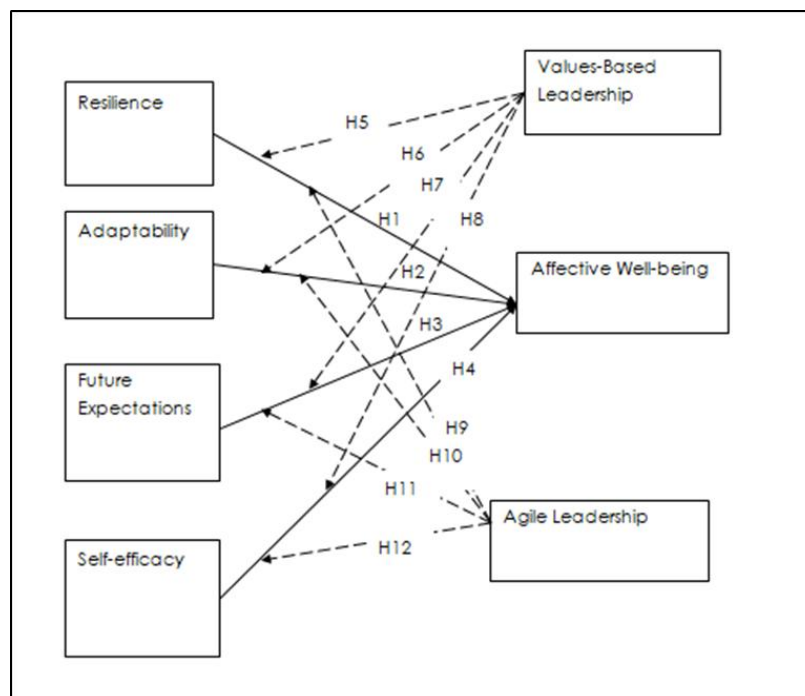 Values-Based
Leadership
Resilience
H5
H6
H7
H8
H1
Adaptability
H2
Affective Well-being
H3
H4
Future
Expectations
H9
H10
H11
Agile Leadership
H12
Self-efficacy